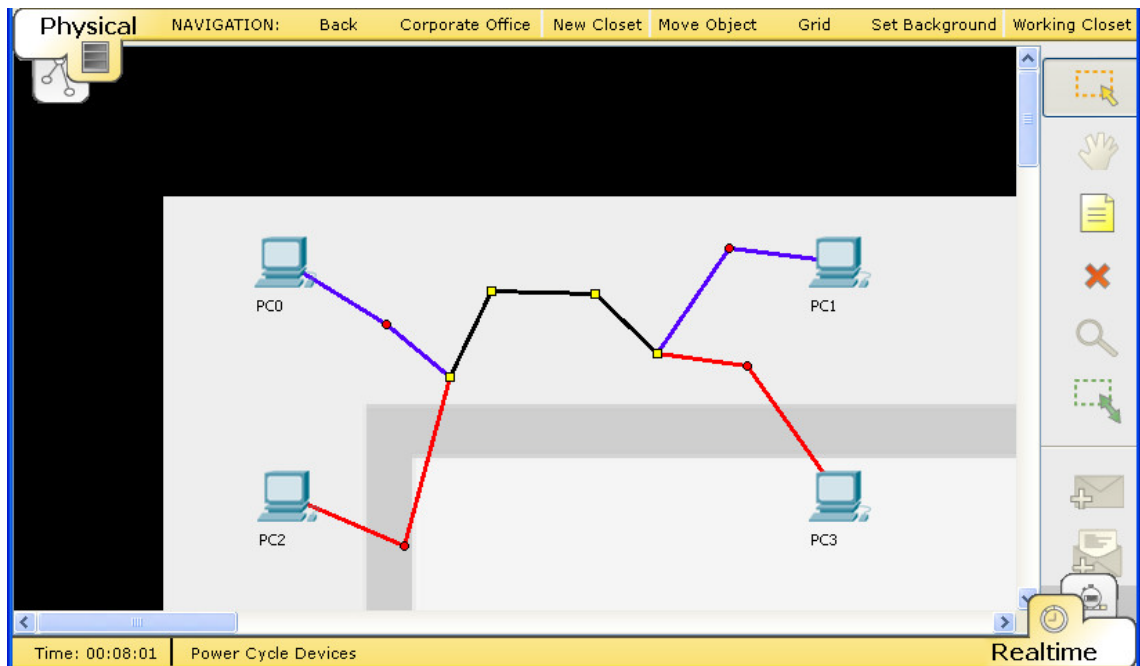 Physical NAVIGATION: Back Corporate Office New Closet Move Object Grid Set Background Working Closet
PC0
PC1
PC2
PC3
Time: 00:08:01 Power Cycle Devices Realtime